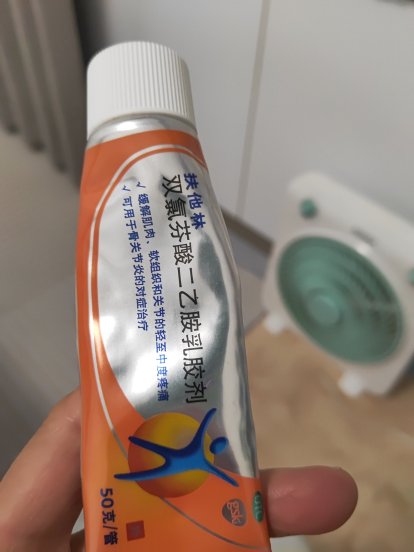 扶他林
双氯芬酸二乙胺乳胶剂
√ 缓解肌肉、软组织和关节的轻至中度疼痛
√ 可用于骨关节炎的对症治疗
50克/管
gsk
OTC